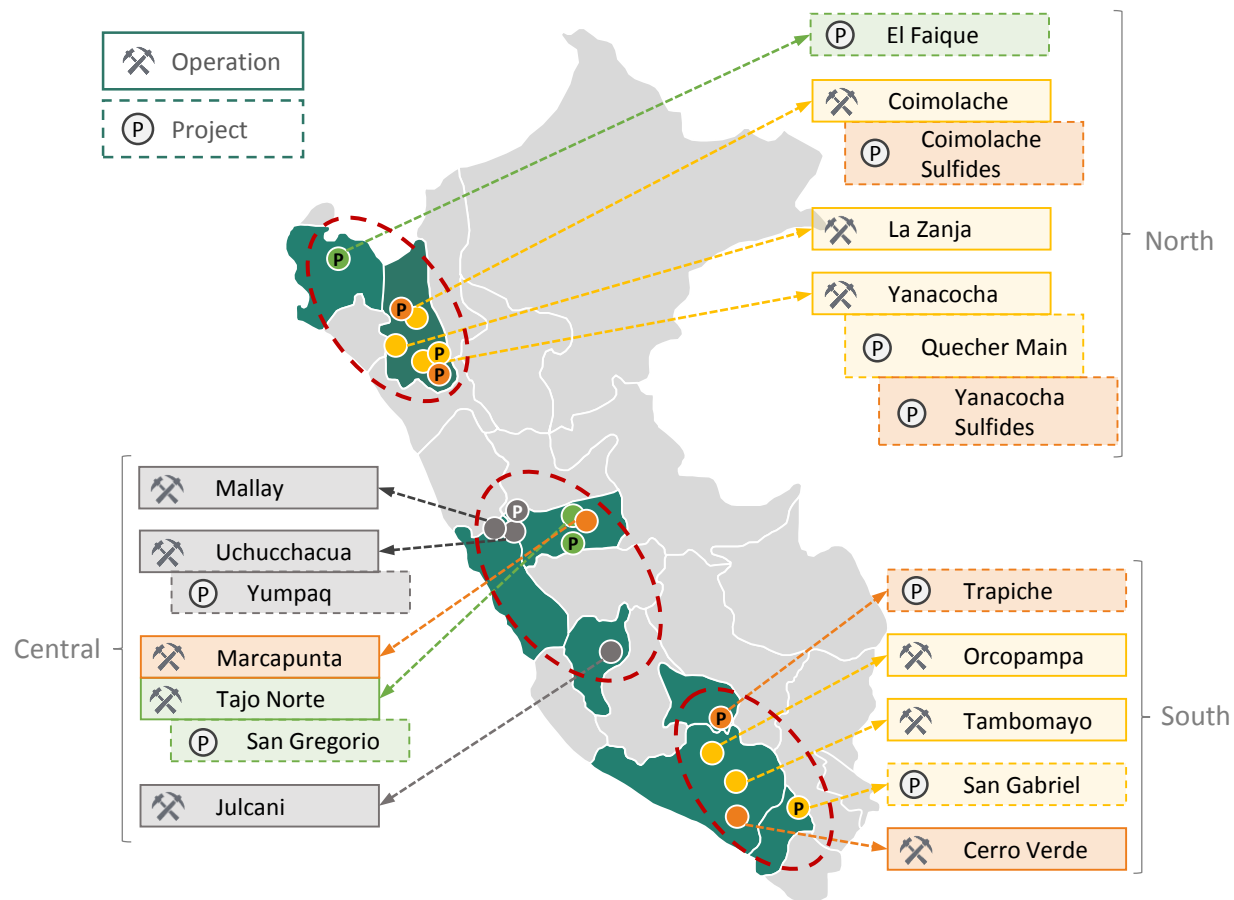 Operation
P Project
P El Faique
Coimolache
P Coimolache
Sulfides
La Zanja
Yanacocha
P Quecher Main
P Yanacocha
Sulfides
North
P
P
P
P
Central
Mallay
Uchucchacua
P Yumpaq
Marcapunta
Tajo Norte
P San Gregorio
Julcani
P
P
P Trapiche
Orcopampa
Tambomayo
P San Gabriel
Cerro Verde
South
P
P